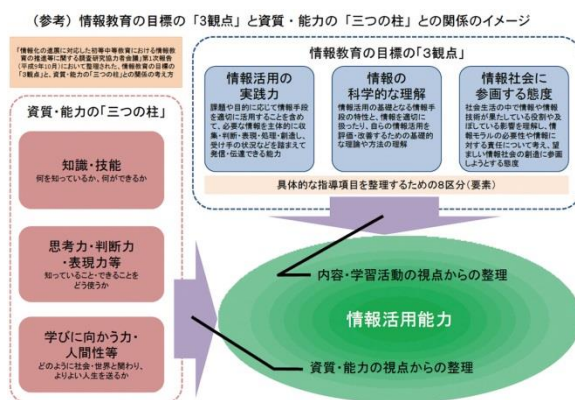 (参考)情報教育の目標の「3観点」と資質・能力の「三つの柱」との関係のイメージ
「情報化の進展に対応した初等中等教育における情報教
育の推進等に関する調査研究協力者会議」第1次報告
(平成9年10月)において整理された、情報教育の目標の
「3観点」と、資質・能力の「三つの柱」との関係の考え方
情報教育の目標の「3観点」
情報活用の
実践力
課題や目的に応じて情報手段
を適切に活用することを含め
て、必要な情報を主体的に収
集・判断・表現・処理・創造し、
受け手の状況などを踏まえて
発信・伝達できる能力
情報の
科学的な理解
情報活用の基礎となる情報手
段の特性と、情報を適切に
扱ったり、自らの情報活用を
評価・改善するための基礎的
な理論や方法の理解
情報社会に
参画する態度
社会生活の中で情報や情報
技術が果たしている役割や及
ぼしている影響を理解し、情
報モラルの必要性や情報に
対する責任について考え、望
ましい情報社会の創造に参画
しようとする態度
具体的な指導項目を整理するための8区分(要素)
資質・能力の「三つの柱」
知識・技能
何を知っているか、何ができるか
思考力・判断力
・表現力等
知っていること・できることを
どう使うか
学びに向かう力・
人間性等
どのように社会・世界と関わり、
よりよい人生を送るか
内容・学習活動の視点からの整理
情報活用能力
資質・能力の視点からの整理